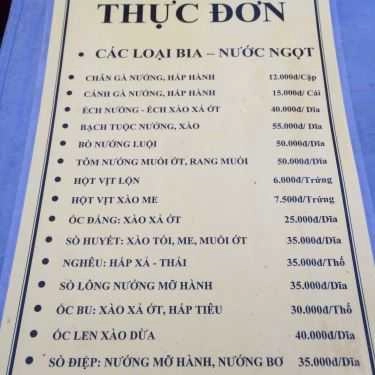 THỰC ĐƠN
• CÁC LOẠI BIA – NƯỚC NGỌT
• CHÂN GÀ NƯỚNG, HẤP HÀNH 12.000đ/Cặp
• CÁNH GÀ NƯỚNG, HẤP HÀNH 15.000đ/ Cái
• ẾCH NƯỚNG - ẾCH XÀO XẢ ỚT 40.000đ/ Dĩa
• BẠCH TUỘC NƯỚNG, XÀO 55.000đ/ Dĩa
• BÒ NƯỚNG LUỘI 50.000đ/Dĩa
• TÔM NƯỚNG MUỐI ỚT, RANG MUỐI 50.000đ/Dĩa
• HỘT VỊT LỘN 6.000đ/Trứng
• HỘT VỊT XÀO ME 7.500đ/Trứng
• ỐC ĐẮNG: XÀO XẢ ỚT 25.000đ/Dĩa
• SÒ HUYẾT: XÀO TỎI, ME, MUỐI ỚT 35.000đ/Dĩa
• NGHÊU: HẤP XẢ - THÁI 35.000đ/Thố
• SÒ LÔNG NƯỚNG MỠ HÀNH 35.000đ/Dĩa
• ỐC BU: XÀO XẢ ỚT, HẤP TIÊU 30.000đ/Thố
• ỐC LEN XÀO DỪA 40.000đ/Dĩa
• SÒ ĐIỆP: NƯỚNG MỠ HÀNH, NƯỚNG BƠ 35.000đ/Dĩa